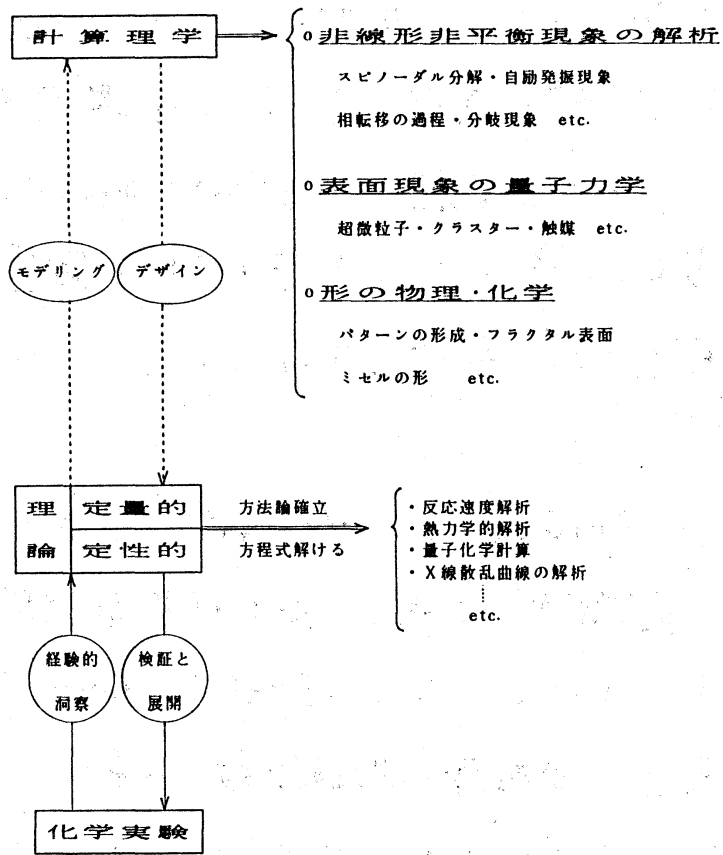 計算理学
o 非線形非平衡現象の解析
スピノーダル分解・自励発振現象
相転移の過程・分岐現象 etc.
o 表面現象の量子力学
超微粒子・クラスター・触媒 etc.
モデリング
デザイン
o 形の物理・化学
パターンの形成・フラクタル表面
ミセルの形 etc.
理論
定量的
定性的
方法論確立
方程式解ける
・反応速度解析
・熱力学的解析
・量子化学計算
・X線散乱曲線の解析
etc.
経験的
洞察
検証と
展開
化学実験